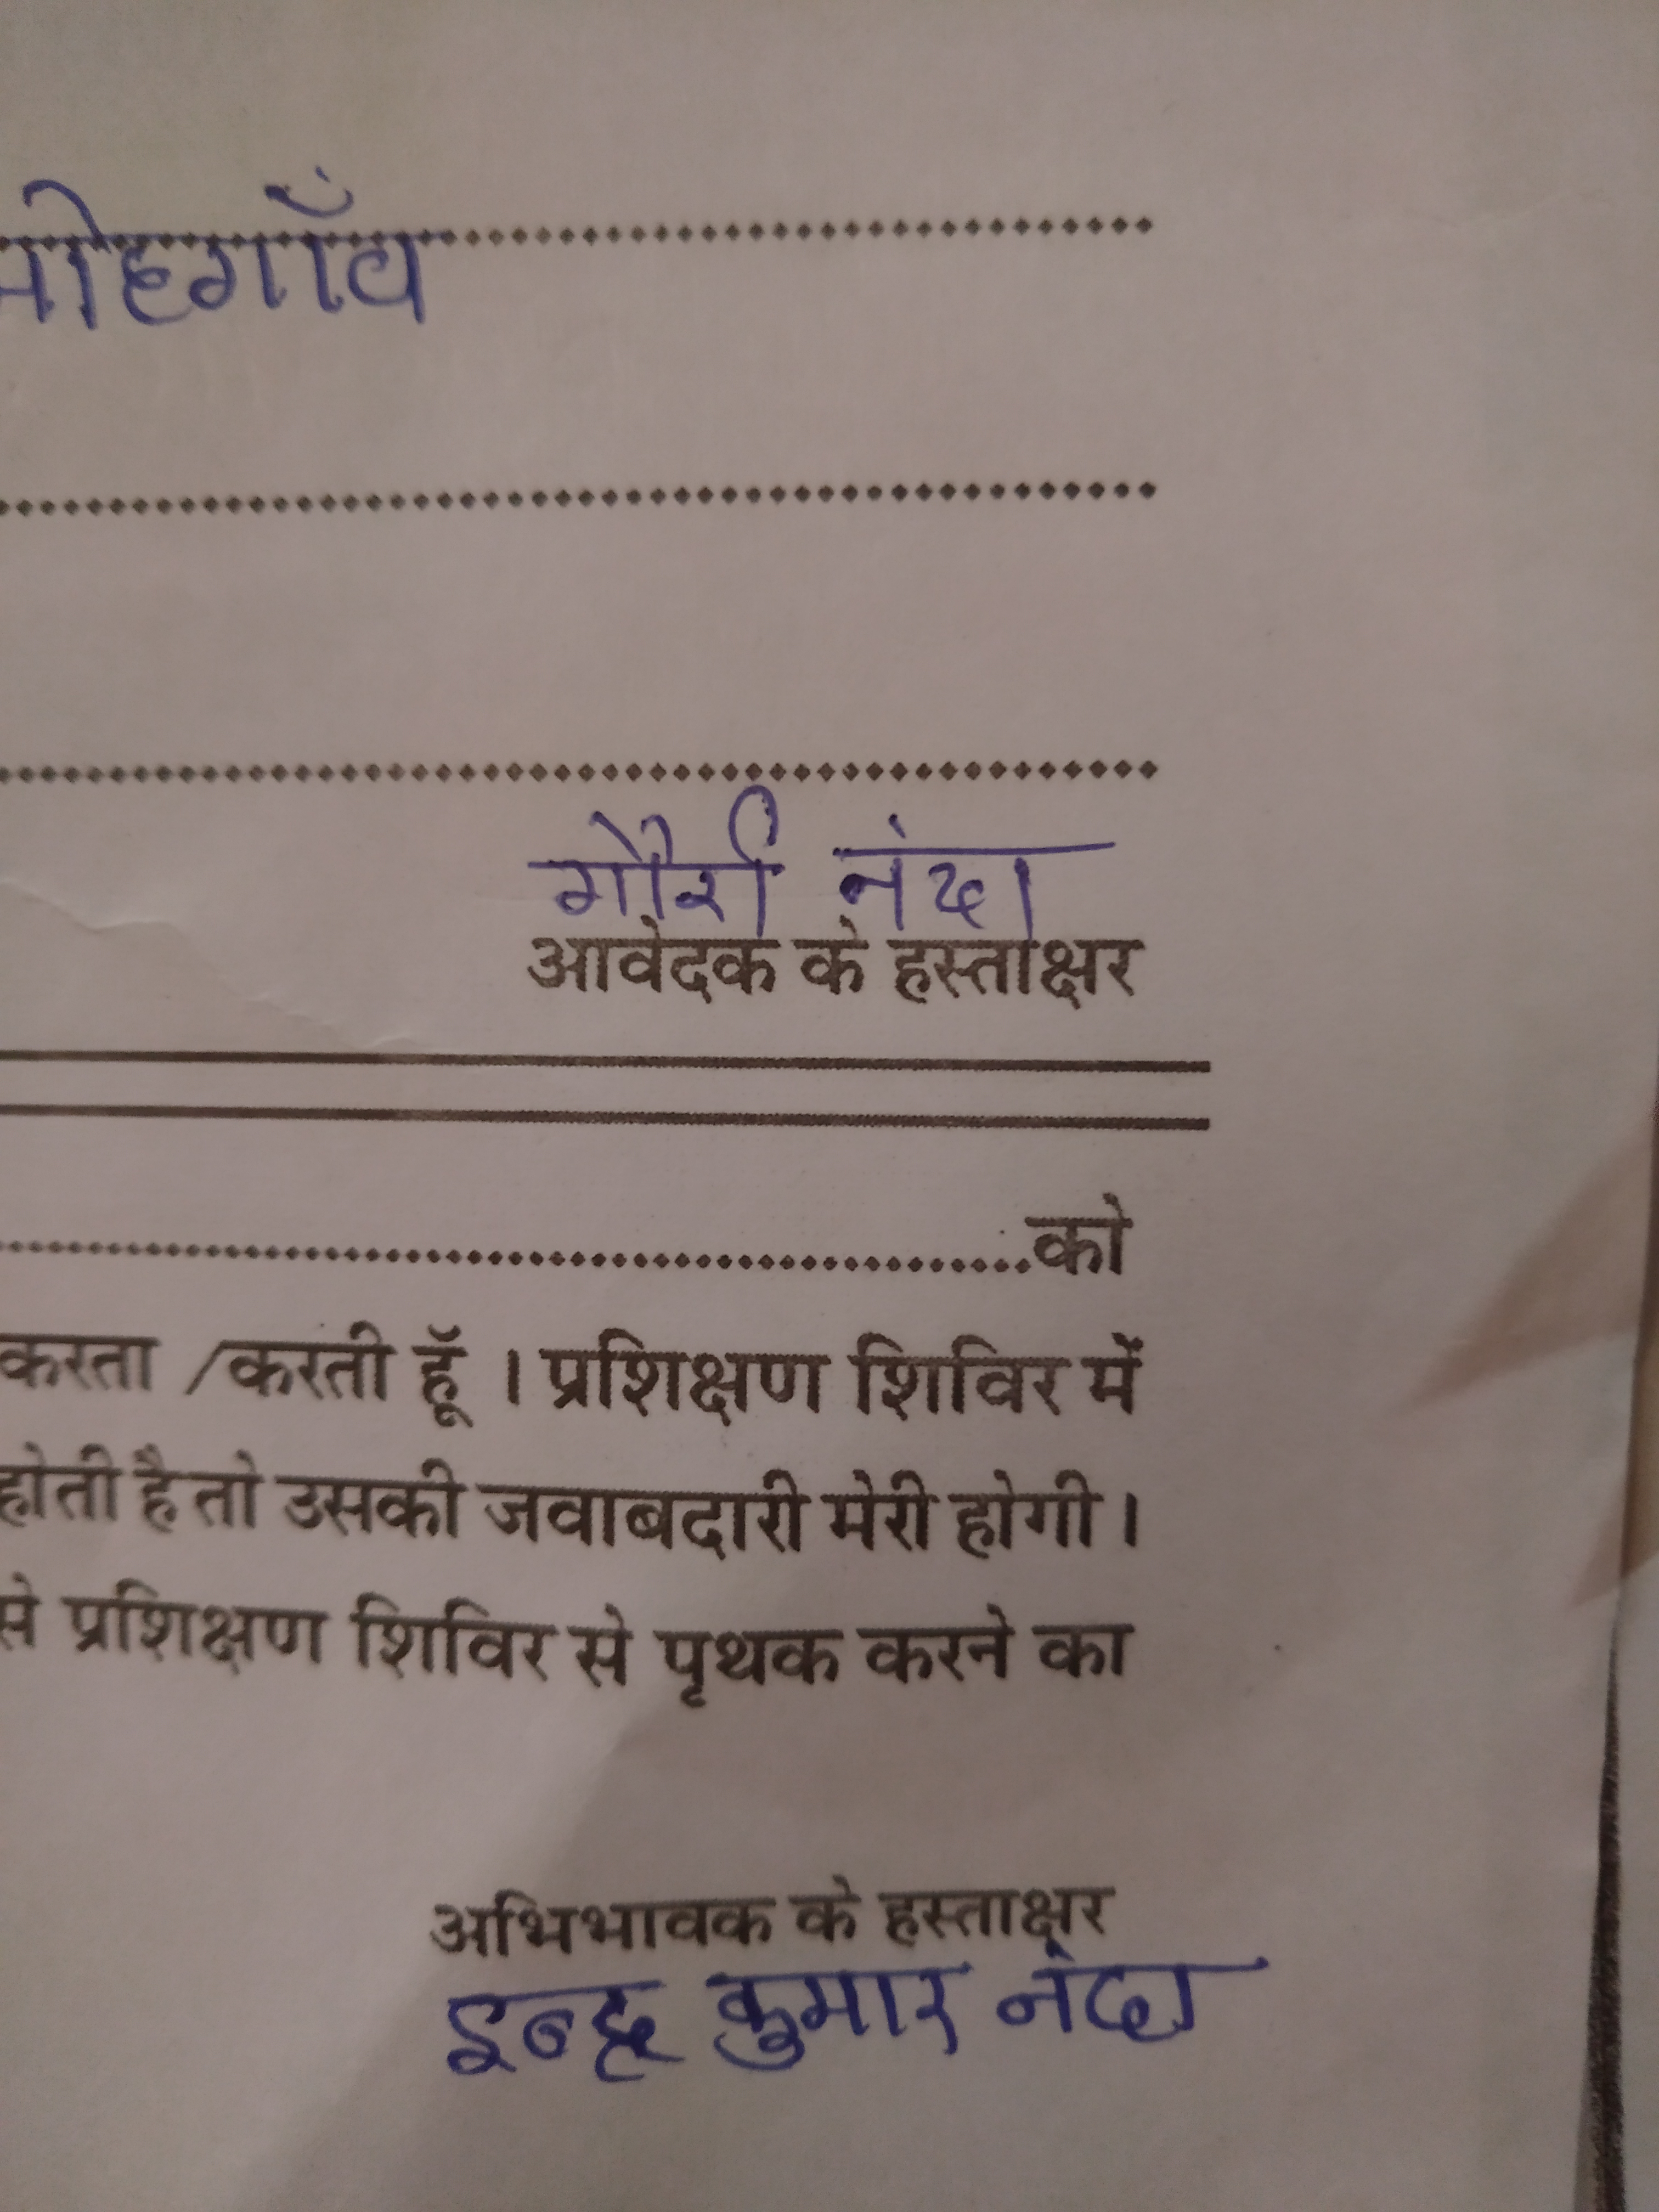 मोहगाँव
गौरी नंदा
आवेदक के हस्ताक्षर
को
करता /करती हूँ । प्रशिक्षण शिविर में
होती है तो उसकी जवाबदारी मेरी होगी ।
से प्रशिक्षण शिविर से पृथक करने का
अभिभावक के हस्ताक्षर
इन्द्र कुमार नंदा